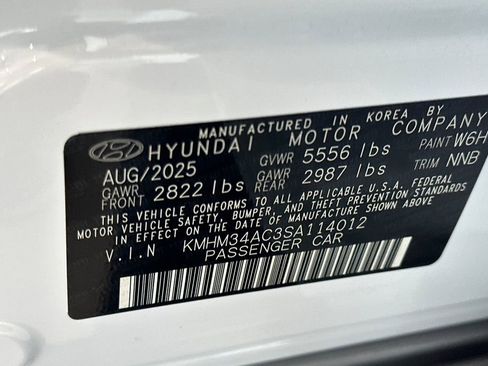 MANUFACTURED IN KOREA BY
HYUNDAI MOTOR COMPANY
AUG/2025 GVWR 5556 lbs PAINT W6H
GAWR FRONT 2822 lbs GAWR REAR 2987 lbs TRIM NNB
THIS VEHICLE CONFORMS TO ALL APPLICABLE U.S.A. FEDERAL
MOTOR VEHICLE SAFETY, BUMPER, AND THEFT PREVENTION STANDARDS
IN EFFECT ON THE DATE OF MANUFACTURE SHOWN ABOVE.
V.I.N KMHM34AC3SA114012
PASSENGER CAR